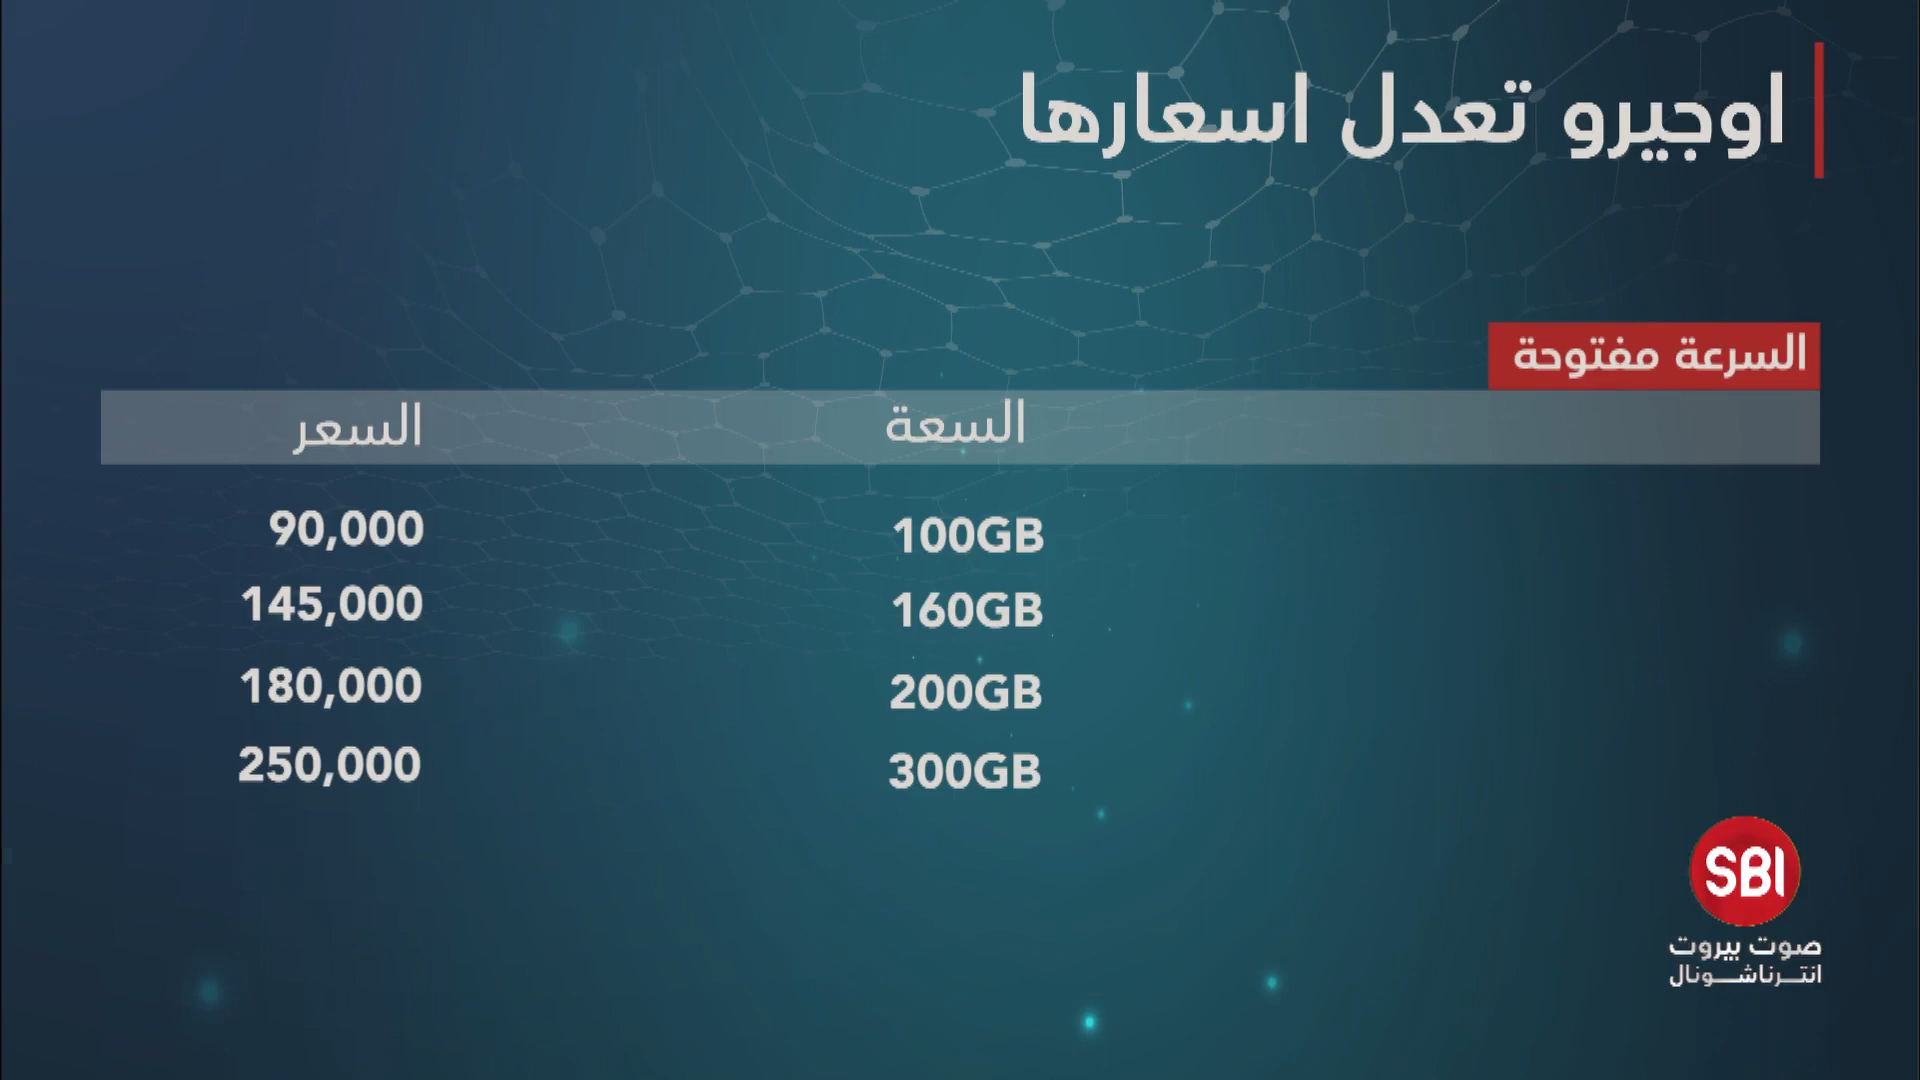 اوجيرو تعدل اسعارها
السرعة مفتوحة
السعة السعر
100GB 90,000
160GB 145,000
200GB 180,000
300GB 250,000
SBI
صوت بيروت
انترناشونال